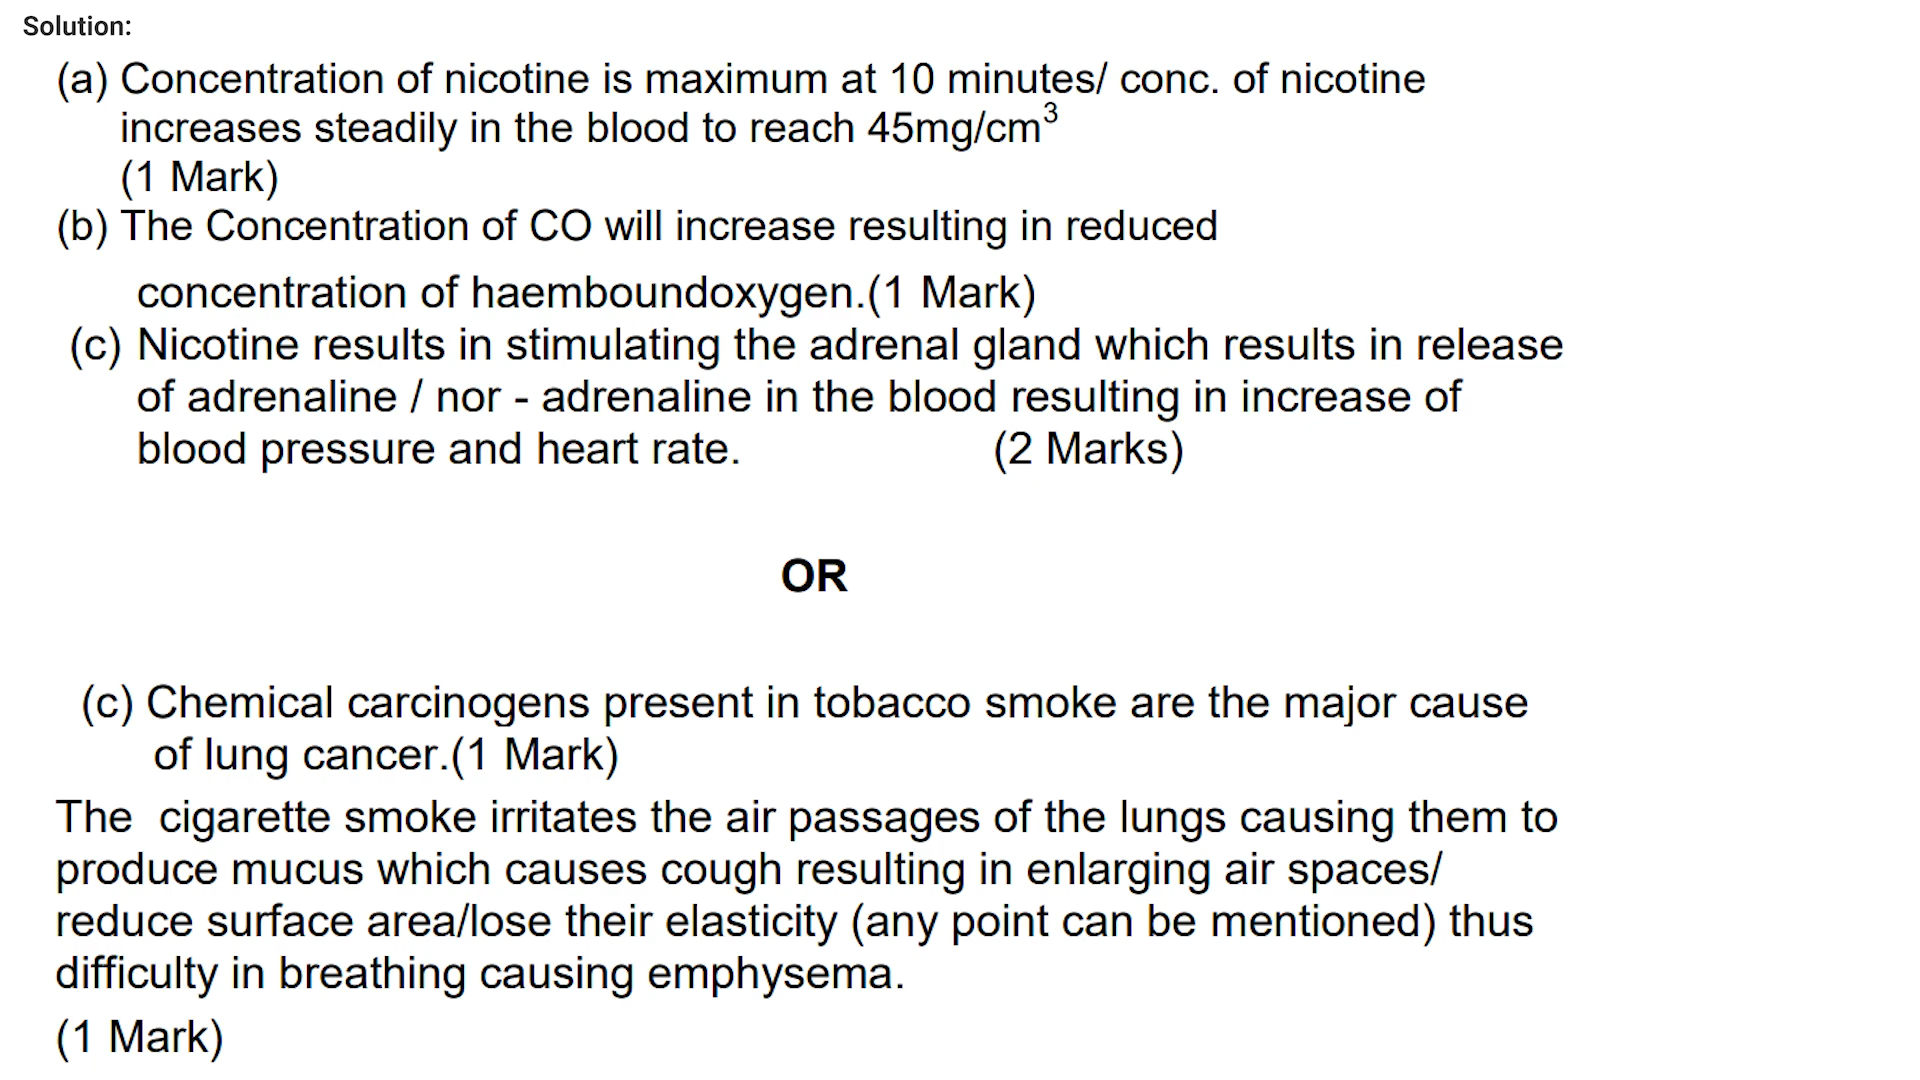 Solution:
(a) Concentration of nicotine is maximum at 10 minutes/ conc. of nicotine
increases steadily in the blood to reach 45mg/cm³
(1 Mark)
(b) The Concentration of CO will increase resulting in reduced
concentration of haemboundoxygen.(1 Mark)
(c) Nicotine results in stimulating the adrenal gland which results in release
of adrenaline / nor - adrenaline in the blood resulting in increase of
blood pressure and heart rate. (2 Marks)
OR
(c) Chemical carcinogens present in tobacco smoke are the major cause
of lung cancer.(1 Mark)
The cigarette smoke irritates the air passages of the lungs causing them to
produce mucus which causes cough resulting in enlarging air spaces/
reduce surface area/lose their elasticity (any point can be mentioned) thus
difficulty in breathing causing emphysema.
(1 Mark)